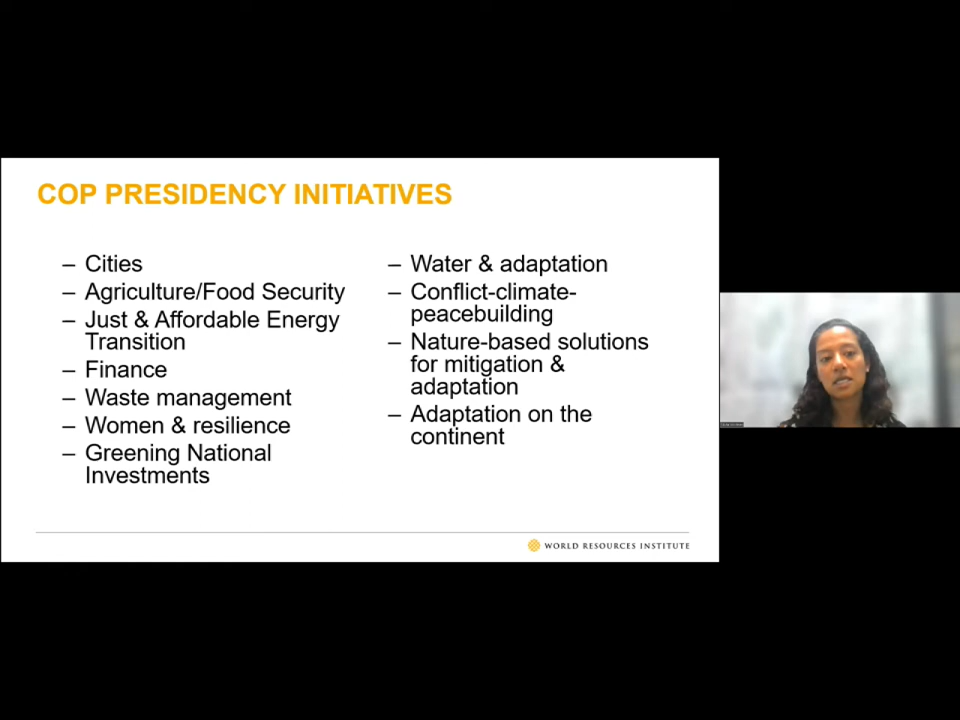 COP PRESIDENCY INITIATIVES
– Cities
– Agriculture/Food Security
– Just & Affordable Energy
Transition
– Finance
– Waste management
– Women & resilience
– Greening National
Investments
– Water & adaptation
– Conflict-climate-
peacebuilding
– Nature-based solutions
for mitigation &
adaptation
– Adaptation on the
continent
WORLD RESOURCES INSTITUTE